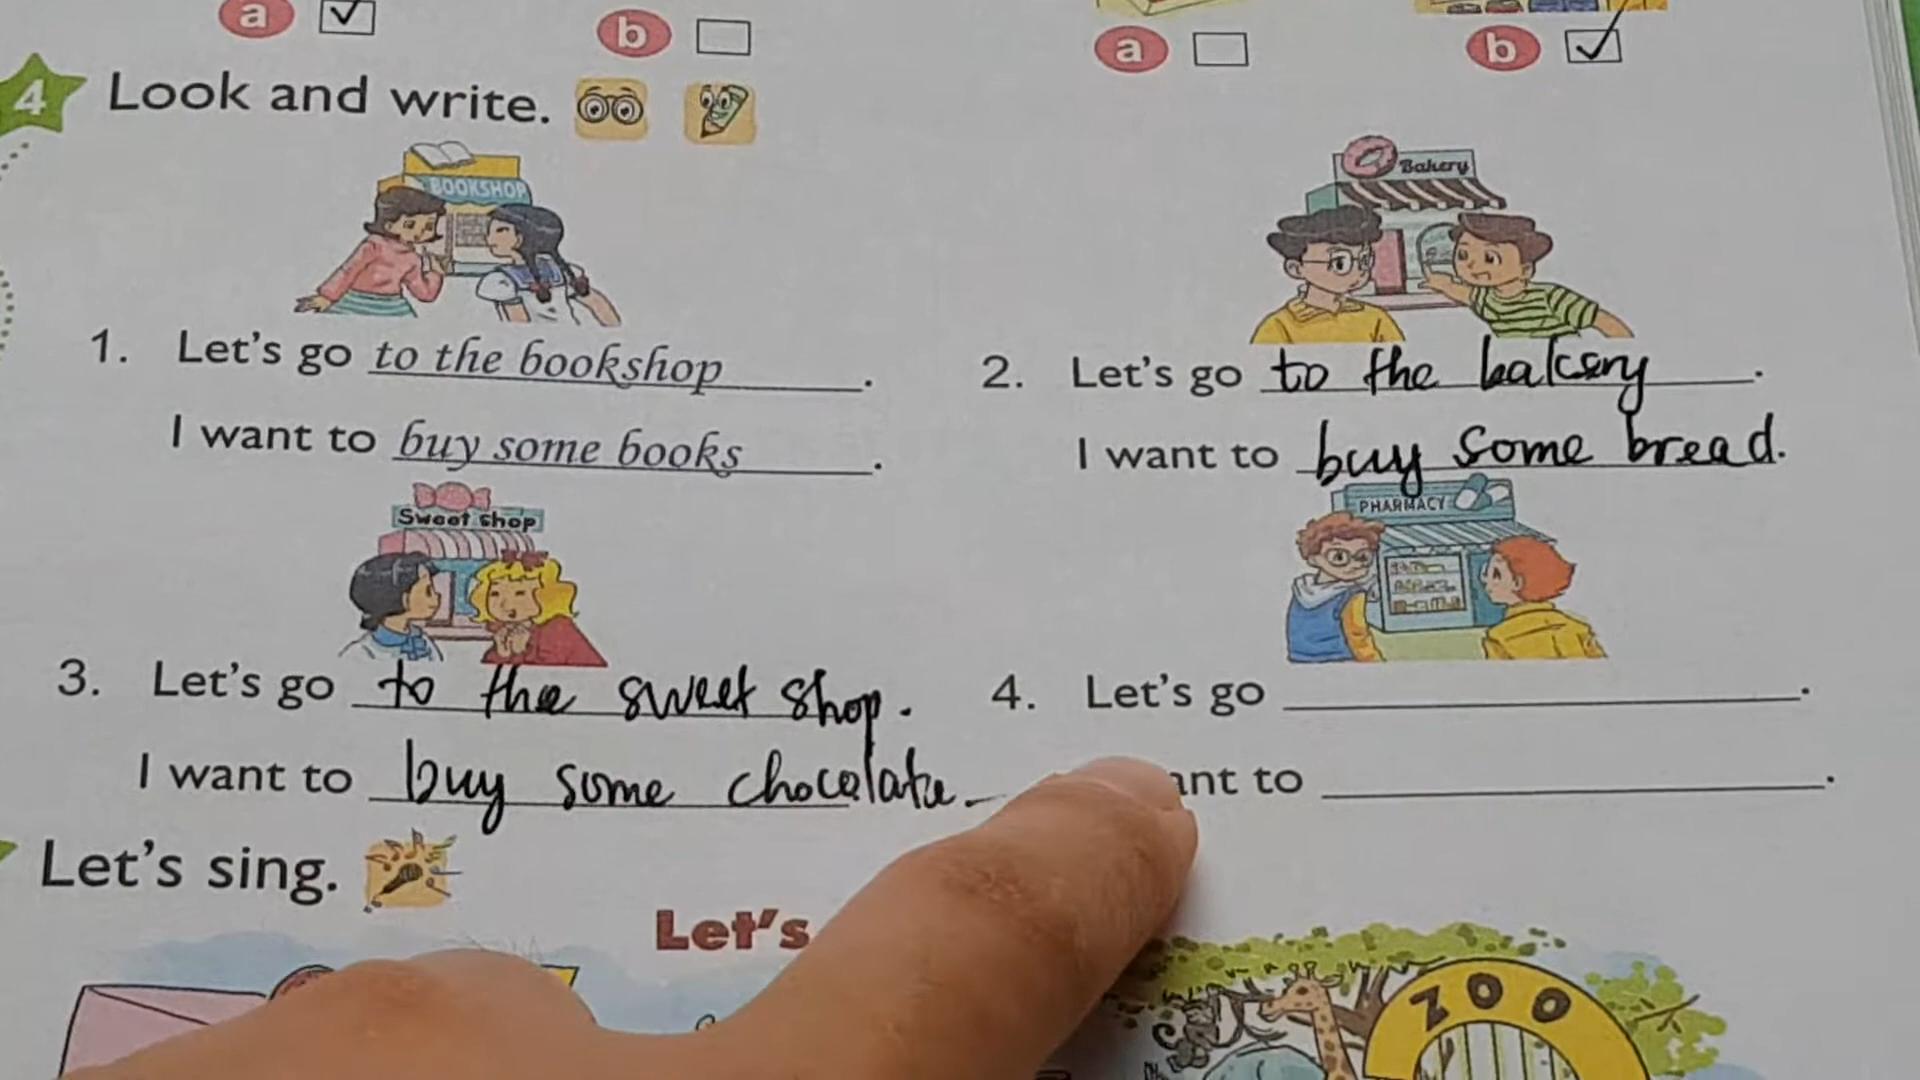 a b a b
4 Look and write.
BOOKSHOP
Bakery
1. Let's go to the bookshop.
I want to buy some books.
2. Let's go to the bakery.
I want to buy some bread.
Sweet shop
PHARMACY
3. Let's go to the sweet shop.
I want to buy some chocolate.
4. Let's go .
to .
Let's sing.
Let's
ZOO